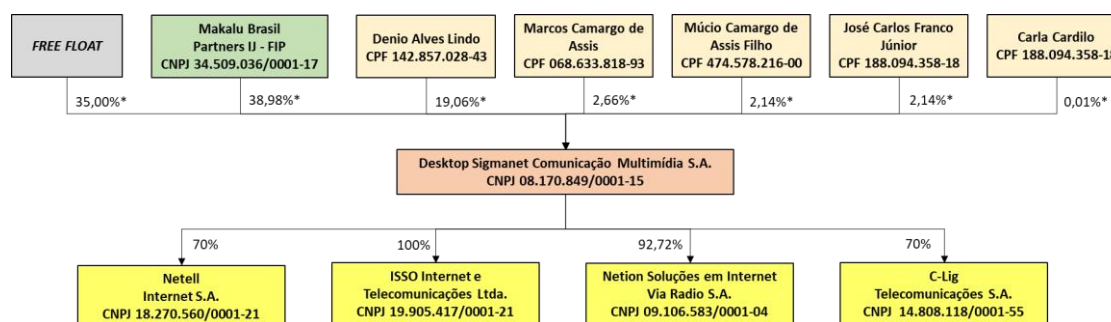 FREE FLOAT
Makalu Brasil
Partners IJ - FIP
CNPJ 34.509.036/0001-17
Denio Alves Lindo
CPF 142.857.028-43
Marcos Camargo de
Assis
CPF 068.633.818-93
Múcio Camargo de
Assis Filho
CPF 474.578.216-00
José Carlos Franco
Júnior
CPF 188.094.358-18
Carla Cardilo
CPF 188.094.358-18
35,00%*
38,98%*
19,06%*
2,66%*
2,14%*
2,14%*
0,01%*
Desktop Sigmanet Comunicação Multimídia S.A.
CNPJ 08.170.849/0001-15
70%
100%
92,72%
70%
Netell
Internet S.A.
CNPJ 18.270.560/0001-21
ISSO Internet e
Telecomunicações Ltda.
CNPJ 19.905.417/0001-21
Netion Soluções em Internet
Via Radio S.A.
CNPJ 09.106.583/0001-04
C-Lig
Telecomunicações S.A.
CNPJ 14.808.118/0001-55